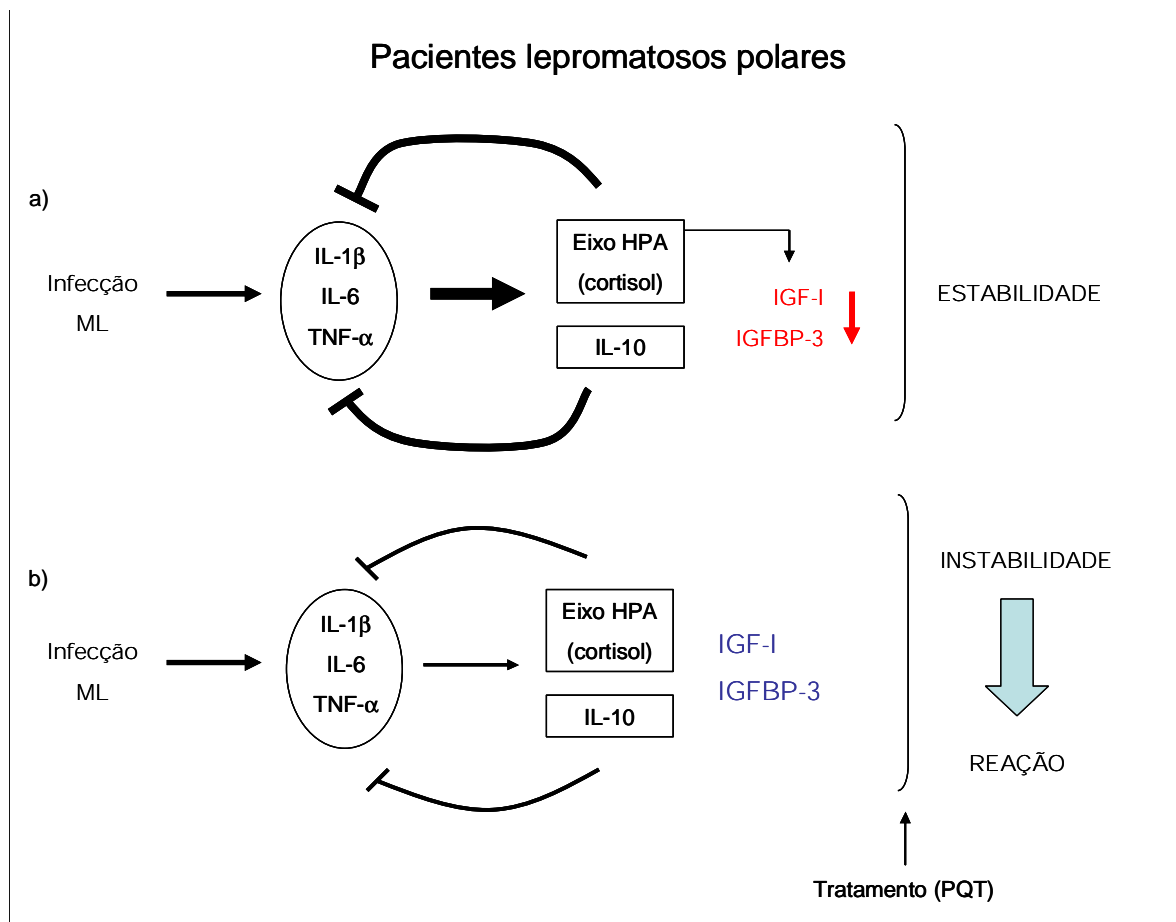 Pacientes lepromatosos polares
a)
Infecção
ML
IL-1β
IL-6
TNF-α
Eixo HPA
(cortisol)
IL-10
IGF-I
IGFBP-3
ESTABILIDADE
b)
Infecção
ML
IL-1β
IL-6
TNF-α
Eixo HPA
(cortisol)
IL-10
IGF-I
IGFBP-3
INSTABILIDADE
REAÇÃO
Tratamento (PQT)